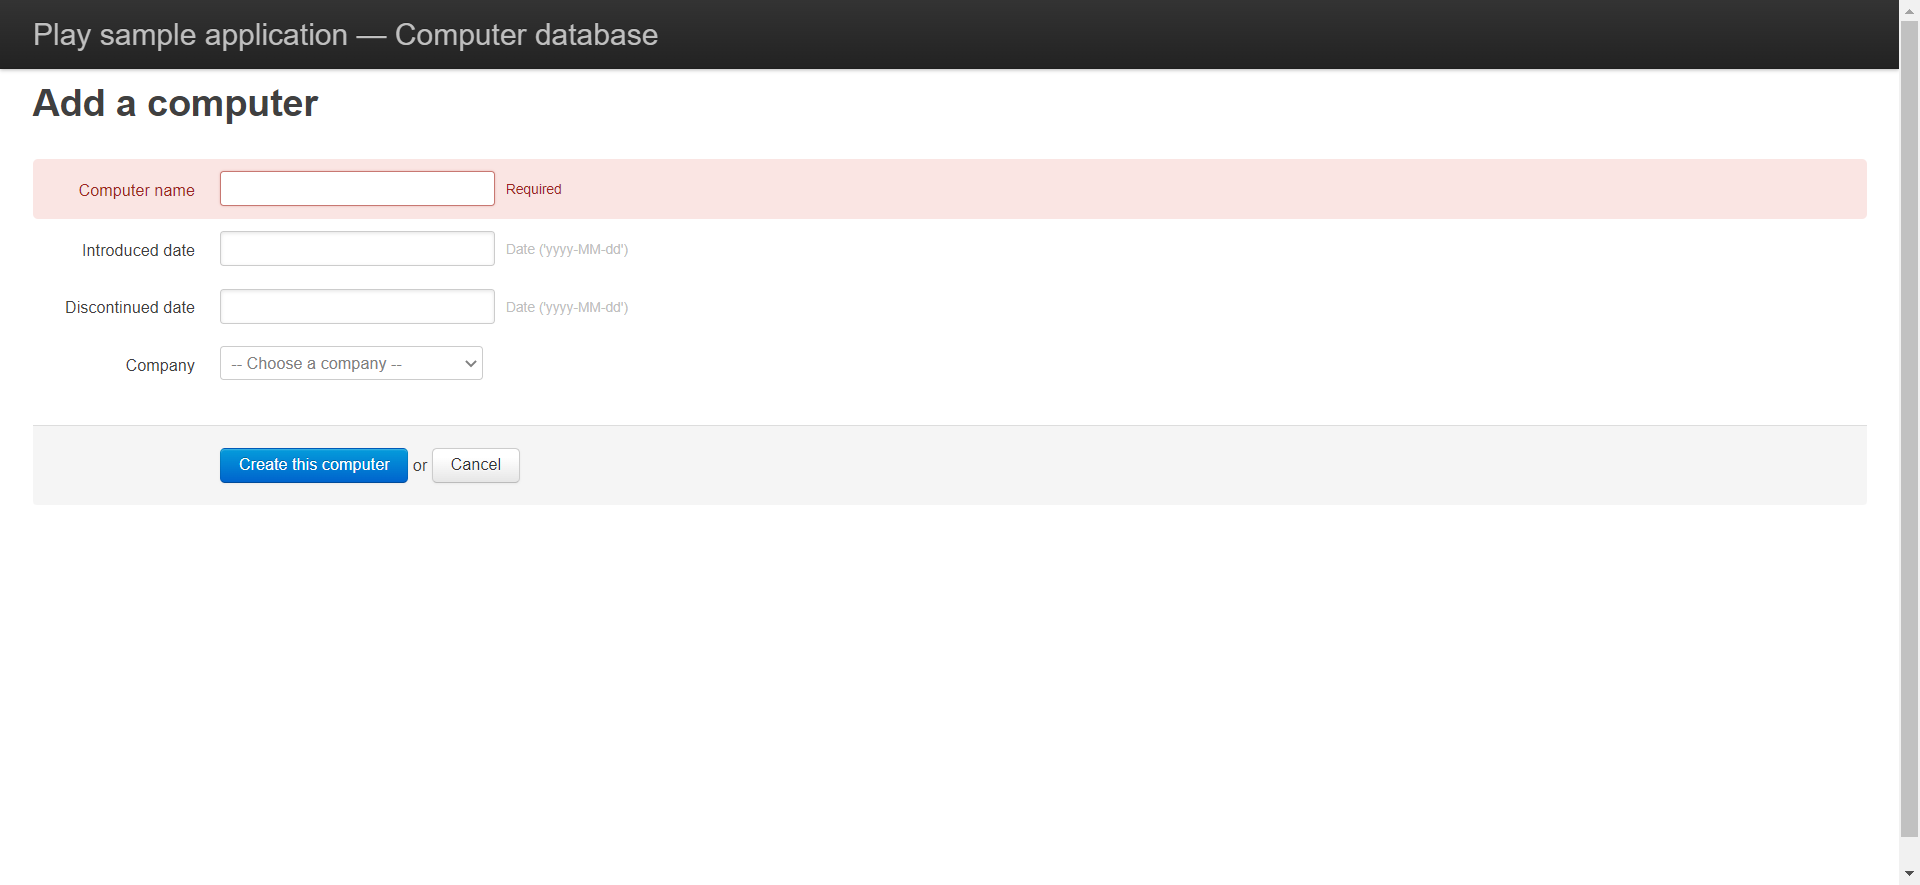 Play sample application — Computer database
Add a computer
Computer name Required
Introduced date Date ('yyyy-MM-dd')
Discontinued date Date ('yyyy-MM-dd')
Company -- Choose a company --
Create this computer or Cancel